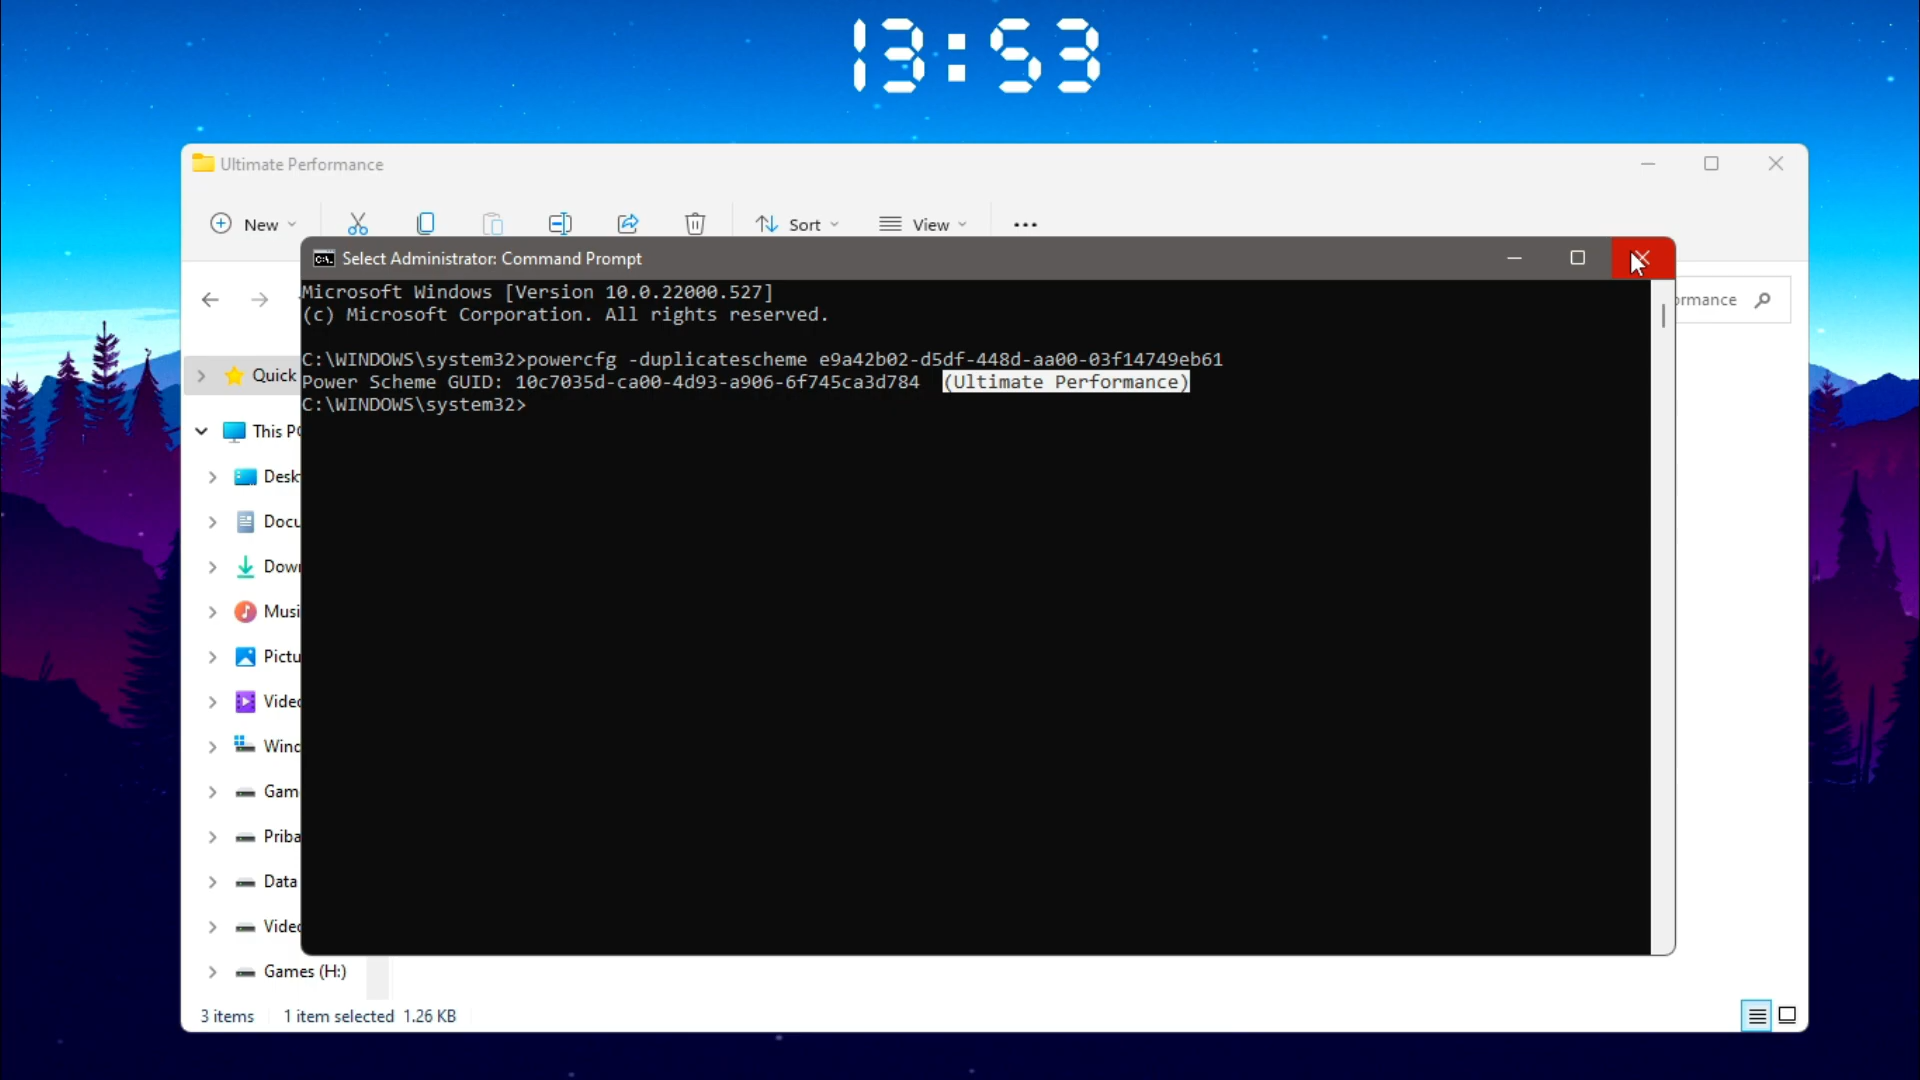 13:53
Ultimate Performance
New
Sort
View
Select Administrator: Command Prompt
Microsoft Windows [Version 10.0.22000.527]
(c) Microsoft Corporation. All rights reserved.
ormance
C:\WINDOWS\system32>powercfg -duplicatescheme e9a42b02-d5df-448d-aa00-03f14749eb61
Quick
Power Scheme GUID: 10c7035d-ca00-4d93-a906-6f745ca3d784 (Ultimate Performance)
C:\WINDOWS\system32>
This P
Desk
Docu
Down
Musi
Pictu
Video
Wind
Gam
Priba
Data
Video
Games (H:)
3 items 1 item selected 1.26 KB